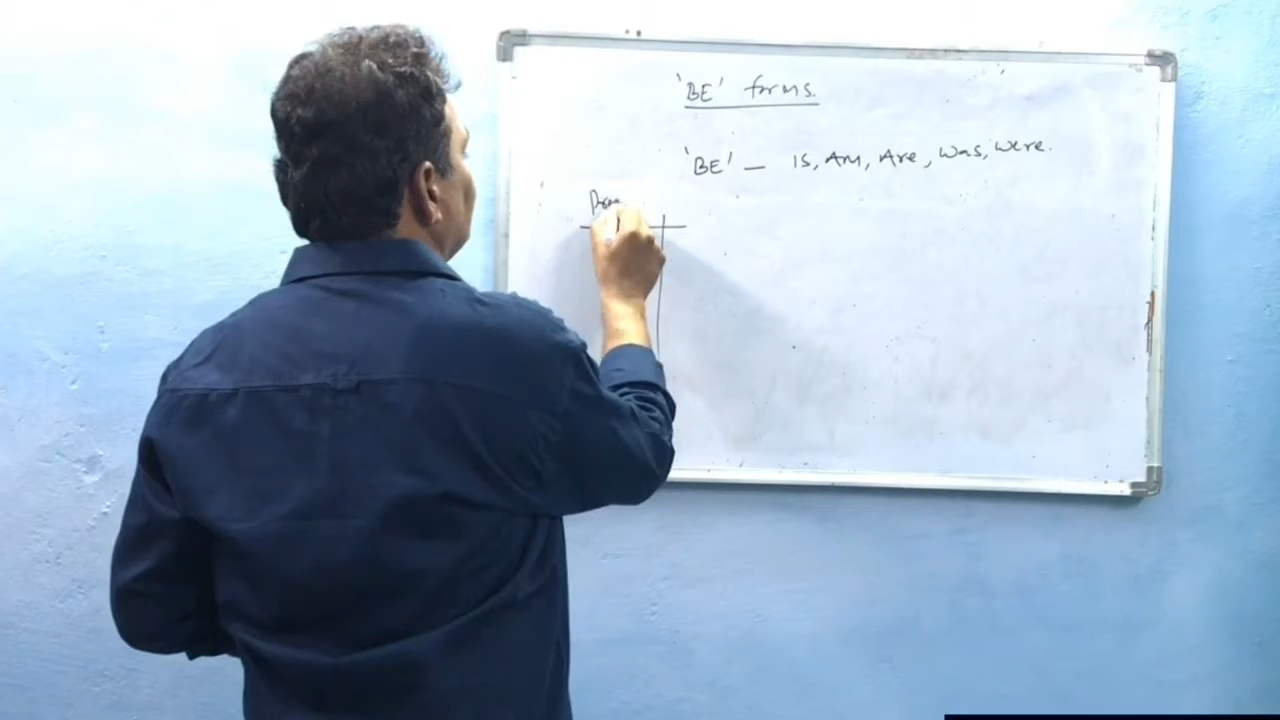 'BE' forms.
'BE' – Is, Am, Are, Was, Were.